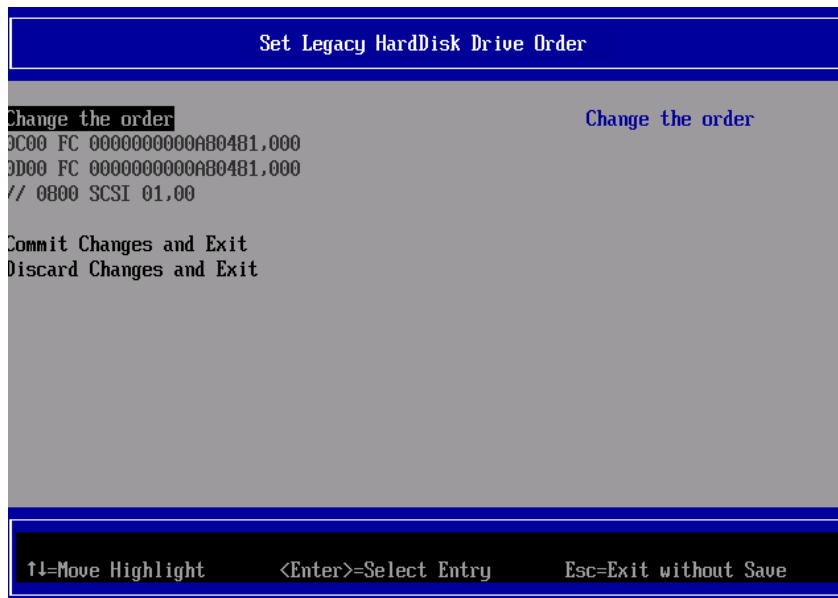 Set Legacy HardDisk Drive Order
Change the order
Change the order
0C00 FC 0000000000A80481,000
0D00 FC 0000000000A80481,000
// 0800 SCSI 01,00
Commit Changes and Exit
Discard Changes and Exit
↑↓=Move Highlight <Enter>=Select Entry Esc=Exit without Save